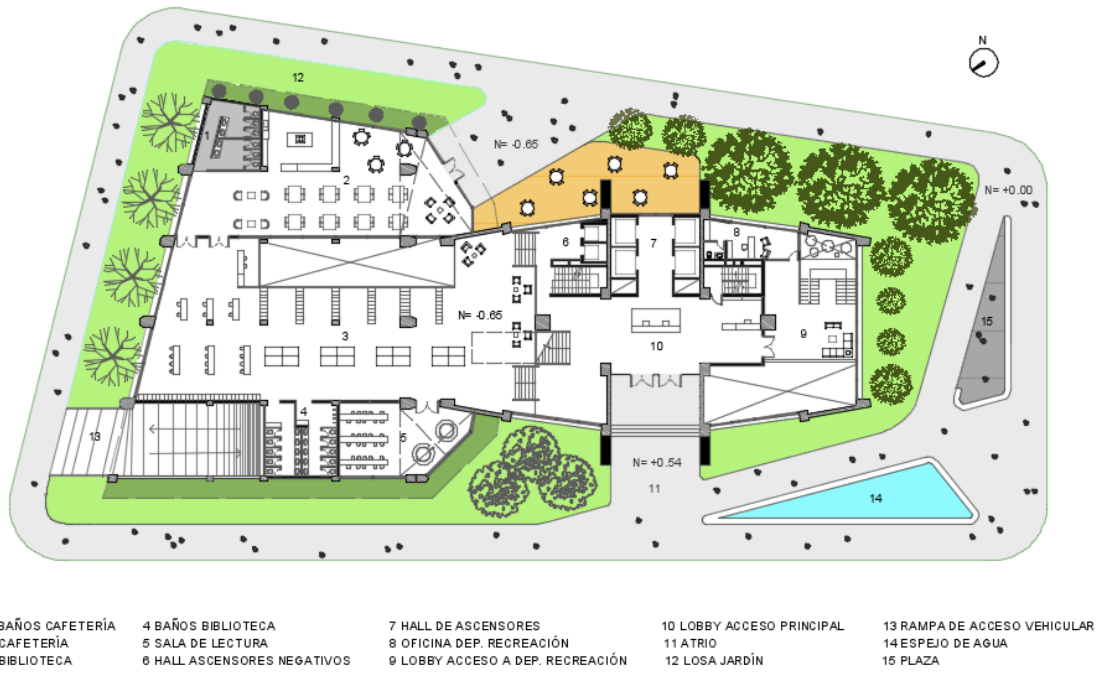 N
12
1
N= -0.65
2
N= +0.00
8
6
7
N= -0.65
15
3
9
10
4
13
5
N= +0.54
11
14
BAÑOS CAFETERÍA 4 BAÑOS BIBLIOTECA 7 HALL DE ASCENSORES 10 LOBBY ACCESO PRINCIPAL 13 RAMPA DE ACCESO VEHICULAR
CAFETERÍA 5 SALA DE LECTURA 8 OFICINA DEP. RECREACIÓN 11 ATRIO 14 ESPEJO DE AGUA
BIBLIOTECA 6 HALL ASCENSORES NEGATIVOS 9 LOBBY ACCESO A DEP. RECREACIÓN 12 LOSA JARDÍN 15 PLAZA